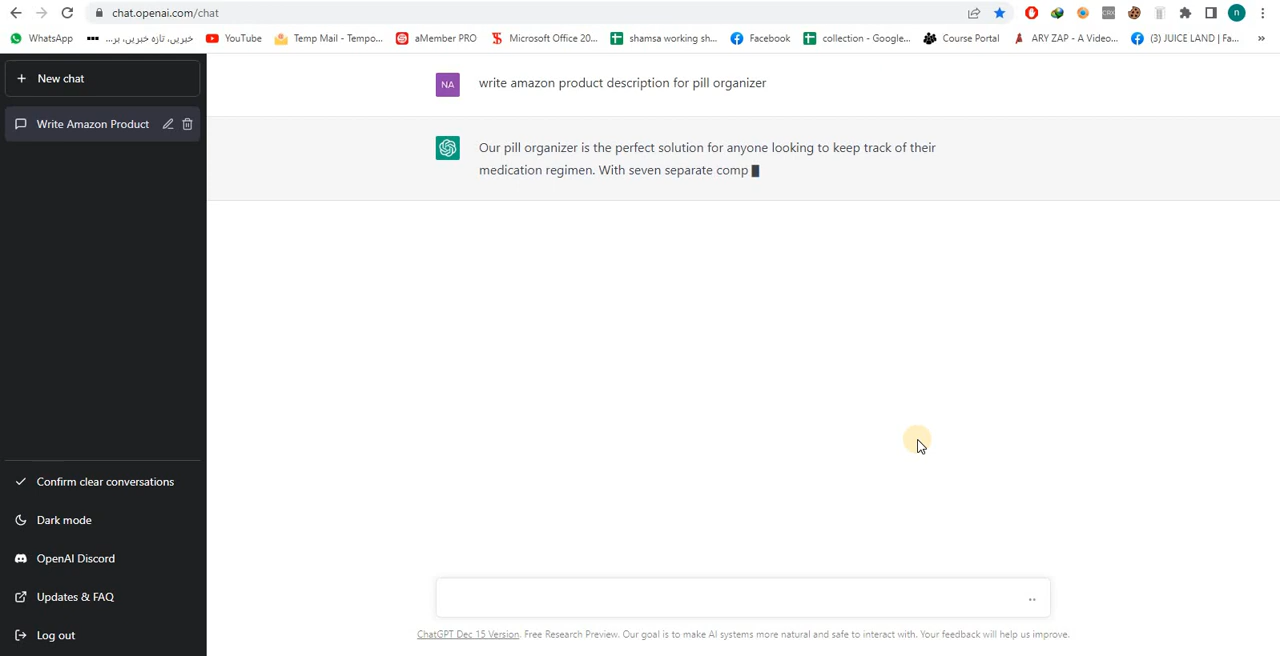 chat.openai.com/chat
CRX
n
WhatsApp
خبریں، تازہ خبریں، بر...
YouTube
Temp Mail - Tempo...
aMember PRO
Microsoft Office 20...
shamsa working sh...
Facebook
collection - Google...
Course Portal
ARY ZAP - A Video...
(3) JUICE LAND | Fa...
»
New chat
Write Amazon Product
NA
write amazon product description for pill organizer
Our pill organizer is the perfect solution for anyone looking to keep track of their
medication regimen. With seven separate comp
Confirm clear conversations
Dark mode
OpenAI Discord
Updates & FAQ
Log out
ChatGPT Dec 15 Version. Free Research Preview. Our goal is to make AI systems more natural and safe to interact with. Your feedback will help us improve.